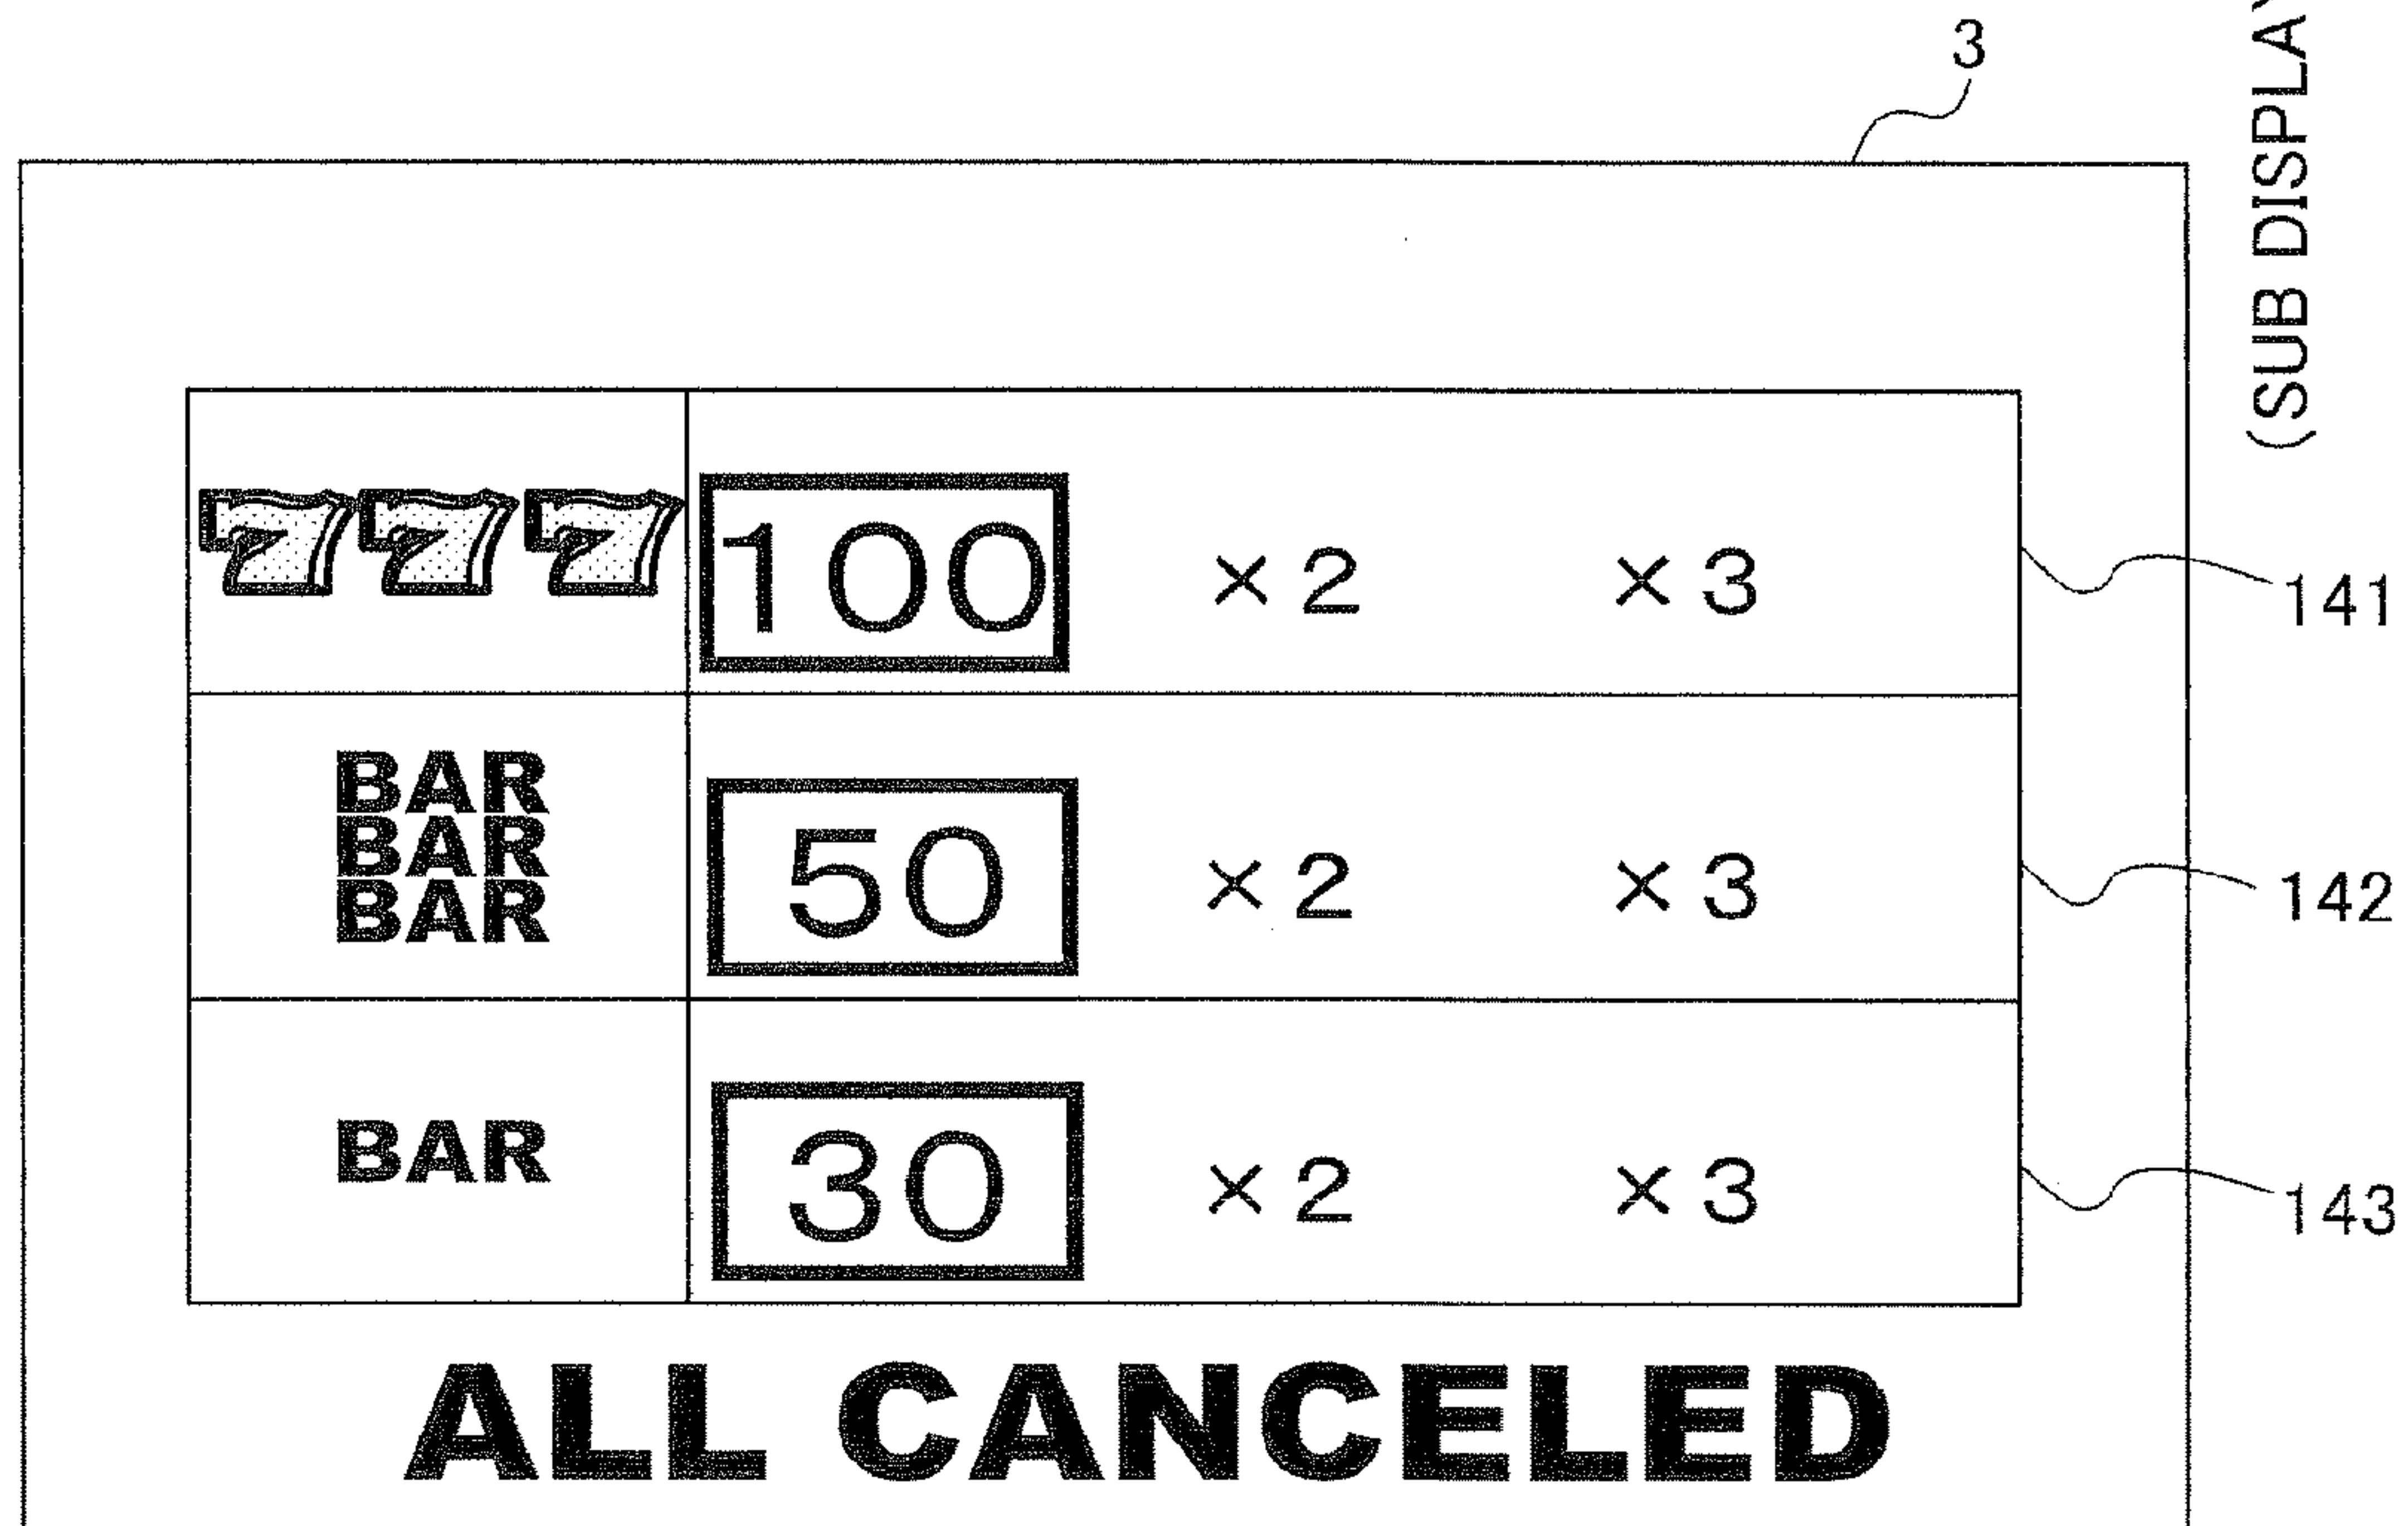 3
(SUB DISPLAY
777 100 ×2 ×3 141
BAR
BAR
BAR
50 ×2 ×3 142
BAR 30 ×2 ×3 143
ALL CANCELED